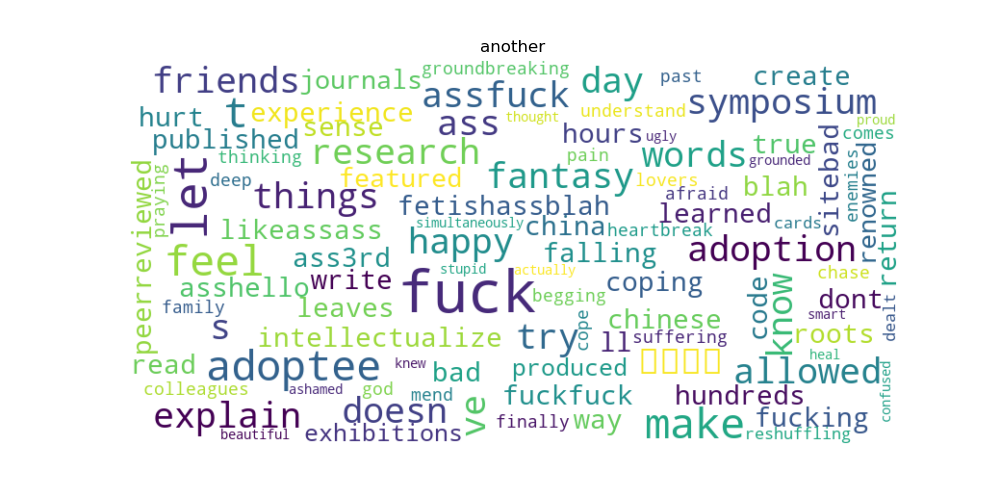 another
friends
journals
groundbreaking
assfuck
day
past
create
hurt
t
experience
published
sense
ass
thought
hours
understand
ugly
symposium
proud
comes
true
thinking
research
pain
words
grounded
deep
featured
fantasy
lovers
afraid
blah
enemies
sitebad
renowned
return
peerreviewed
praying
let
things
fetishassblah
learned
cards
likeassass
simultaneously
china
heartbreak
feel
ass3rd
happy
falling
adoption
asshello
write
stupid
actually
coping
chase
family
leaves
fuck
begging
code
know
dont
smart
dealt
s
intellectualize
try
cope
ll
chinese
suffering
roots
heal
read
adoptee
knew
bad
produced
allowed
confused
colleagues
ashamed
god
mend
fuckfuck
hundreds
explain
doesn
ve
finally
way
make
fucking
beautiful
exhibitions
reshuffling